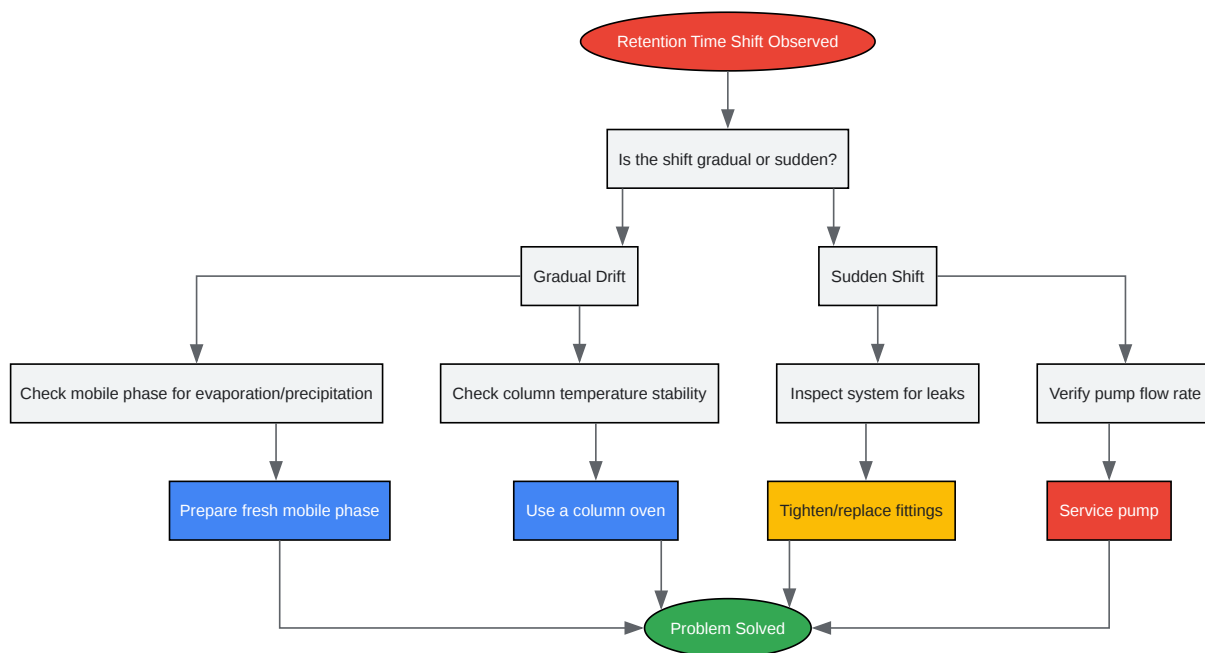 Retention Time Shift Observed
Is the shift gradual or sudden?
Gradual Drift
Sudden Shift
Check mobile phase for evaporation/precipitation
Check column temperature stability
Inspect system for leaks
Verify pump flow rate
Prepare fresh mobile phase
Use a column oven
Tighten/replace fittings
Service pump
Problem Solved